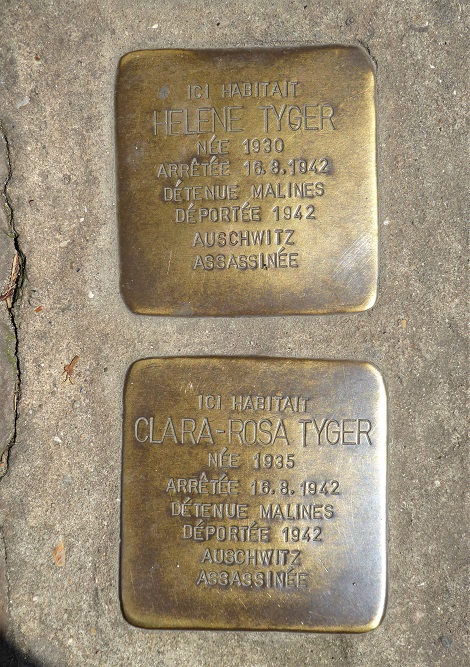 ICI HABITAIT
HELENE TYGER
NÉE 1930
ARRÊTÉE 16.8.1942
DÉTENUE MALINES
DÉPORTÉE 1942
AUSCHWITZ
ASSASSINÉE
ICI HABITAIT
CLARA-ROSA TYGER
NÉE 1935
ARRÊTÉE 16.8.1942
DÉTENUE MALINES
DÉPORTÉE 1942
AUSCHWITZ
ASSASSINÉE